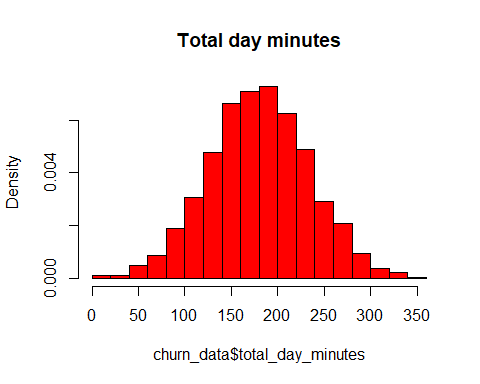 Total day minutes
Density
0.004
0.000
0 50 100 150 200 250 300 350
churn_data$total_day_minutes